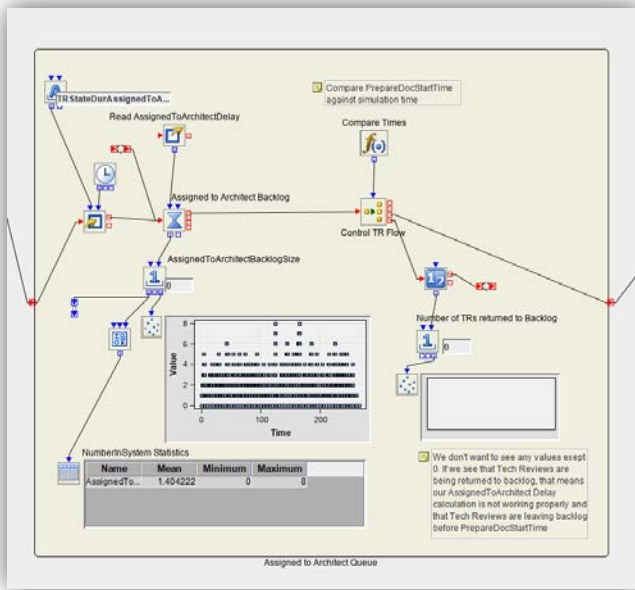 TRStateDurAssignedToA...
Read AssignedToArchitectDelay
Compare PrepareDocStartTime
against simulation time
Compare Times
Assigned to Architect Backlog
Control TR Flow
AssignedToArchitectBacklogSize
0
Number of TRs returned to Backlog
0
Value
8
6
4
2
0
0
100
200
Time
NumberInSystem Statistics
Name Mean Minimum Maximum
AssignedTo... 1.404222 0 8
We don't want to see any values exept
0. If we see that Tech Reviews are
being returned to backlog, that means
our AssignedToArchitect Delay
calculation is not working properly and
that Tech Reviews are leaving backlog
before PrepareDocStartTime
Assigned to Architect Queue